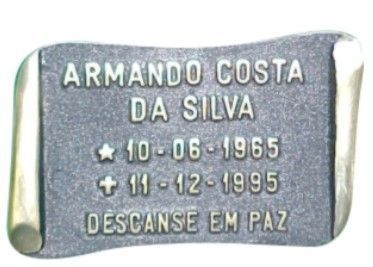 ARMANDO COSTA
DA SILVA
★ 10-06-1965
✝ 11-12-1995
DESCANSE EM PAZ